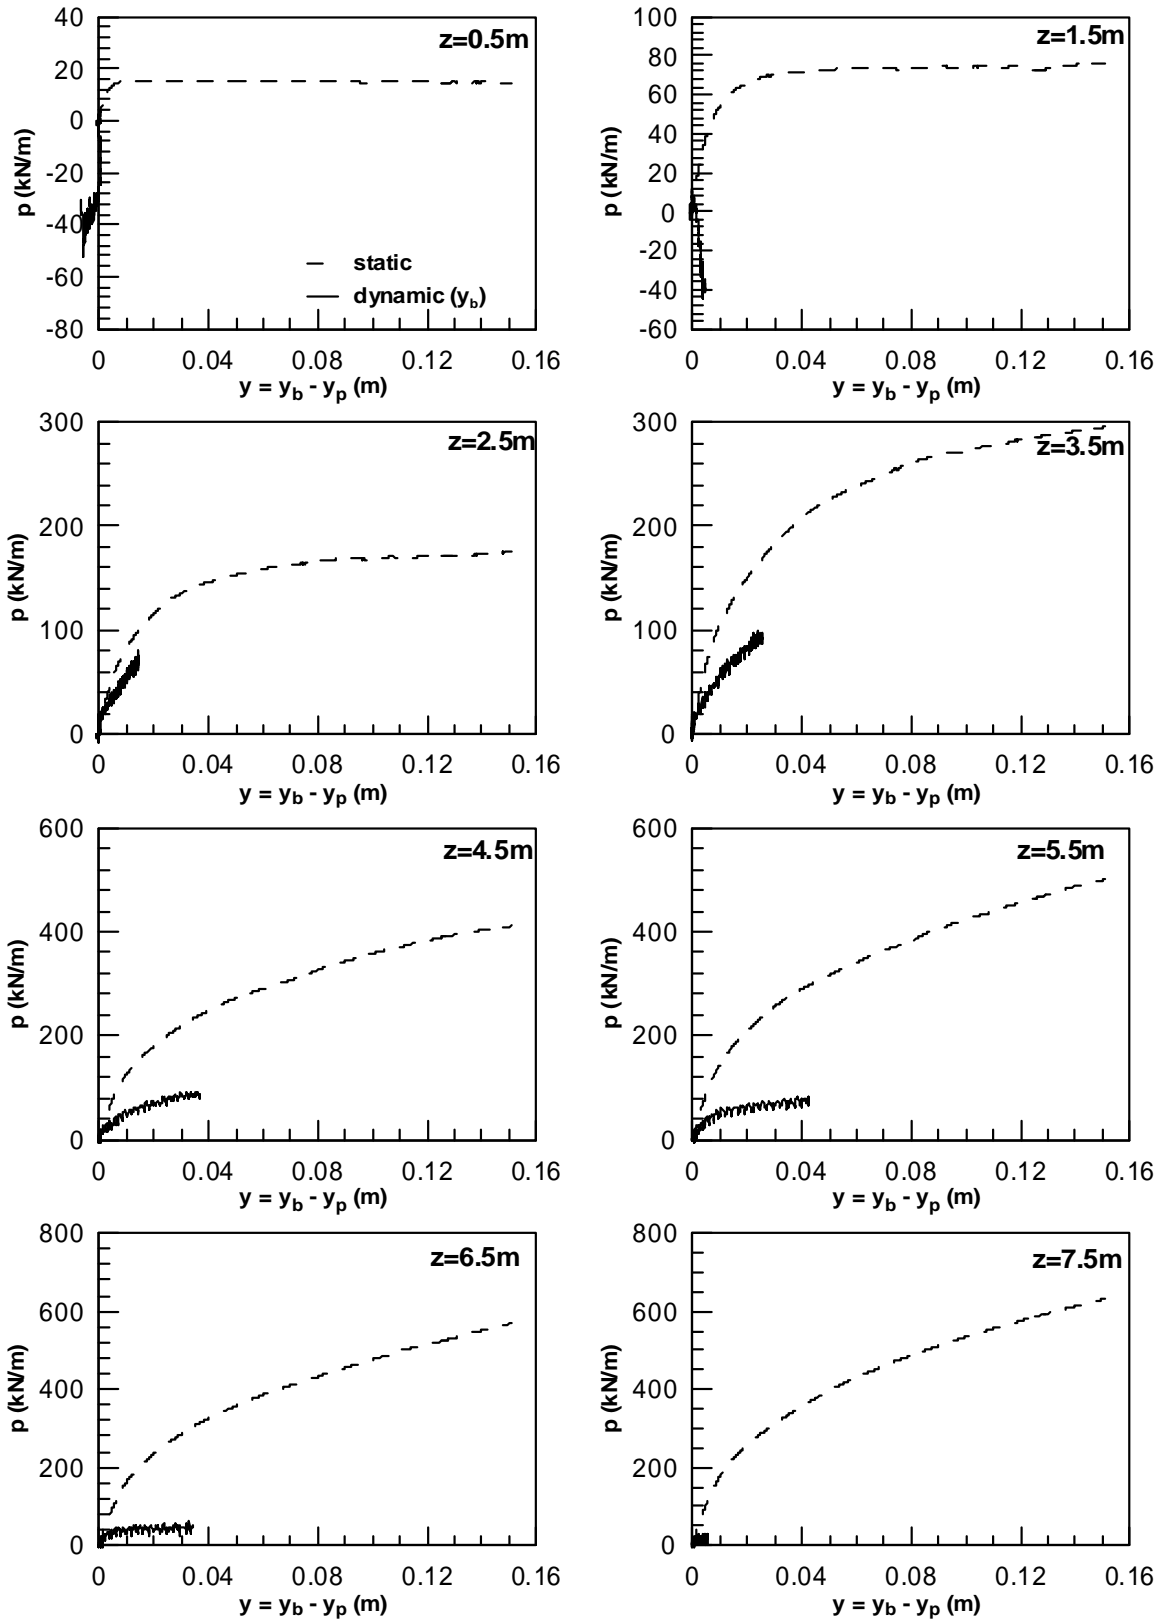 z=0.5m
40
20
0
-20
-40
-60
-80
p (kN/m)
static
dynamic (y_b)
0 0.04 0.08 0.12 0.16
y = y_b - y_p (m)
z=1.5m
100
80
60
40
20
0
-20
-40
-60
p (kN/m)
0 0.04 0.08 0.12 0.16
y = y_b - y_p (m)
z=2.5m
300
200
100
0
p (kN/m)
0 0.04 0.08 0.12 0.16
y = y_b - y_p (m)
z=3.5m
300
200
100
0
p (kN/m)
0 0.04 0.08 0.12 0.16
y = y_b - y_p (m)
z=4.5m
600
400
200
0
p (kN/m)
0 0.04 0.08 0.12 0.16
y = y_b - y_p (m)
z=5.5m
600
400
200
0
p (kN/m)
0 0.04 0.08 0.12 0.16
y = y_b - y_p (m)
z=6.5m
800
600
400
200
0
p (kN/m)
0 0.04 0.08 0.12 0.16
y = y_b - y_p (m)
z=7.5m
800
600
400
200
0
p (kN/m)
0 0.04 0.08 0.12 0.16
y = y_b - y_p (m)